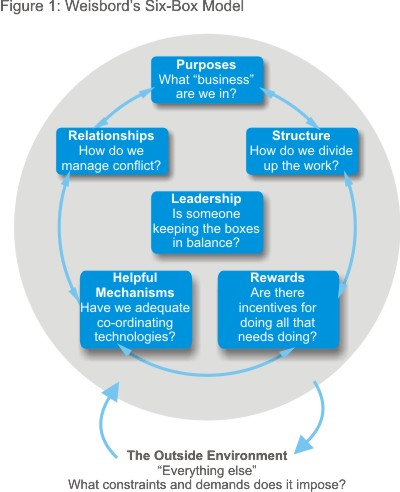 Figure 1: Weisbord's Six-Box Model
Purposes
What “business”
are we in?
Relationships
How do we
manage conflict?
Structure
How do we divide
up the work?
Leadership
Is someone
keeping the boxes
in balance?
Helpful
Mechanisms
Have we adequate
co-ordinating
technologies?
Rewards
Are there
incentives for
doing all that
needs doing?
The Outside Environment
“Everything else”
What constraints and demands does it impose?